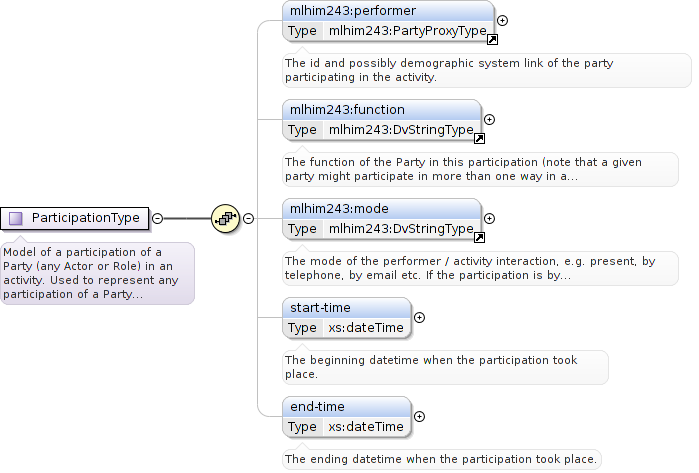 mlhim243:performer
Type mlhim243:PartyProxyType
The id and possibly demographic system link of the party
participating in the activity.
mlhim243:function
Type mlhim243:DvStringType
The function of the Party in this participation (note that a given
party might participate in more than one way in a...
ParticipationType
Model of a participation of a
Party (any Actor or Role) in an
activity. Used to represent any
participation of a Party...
mlhim243:mode
Type mlhim243:DvStringType
The mode of the performer / activity interaction, e.g. present, by
telephone, by email etc. If the participation is by...
start-time
Type xs:dateTime
The beginning datetime when the participation took
place.
end-time
Type xs:dateTime
The ending datetime when the participation took place.